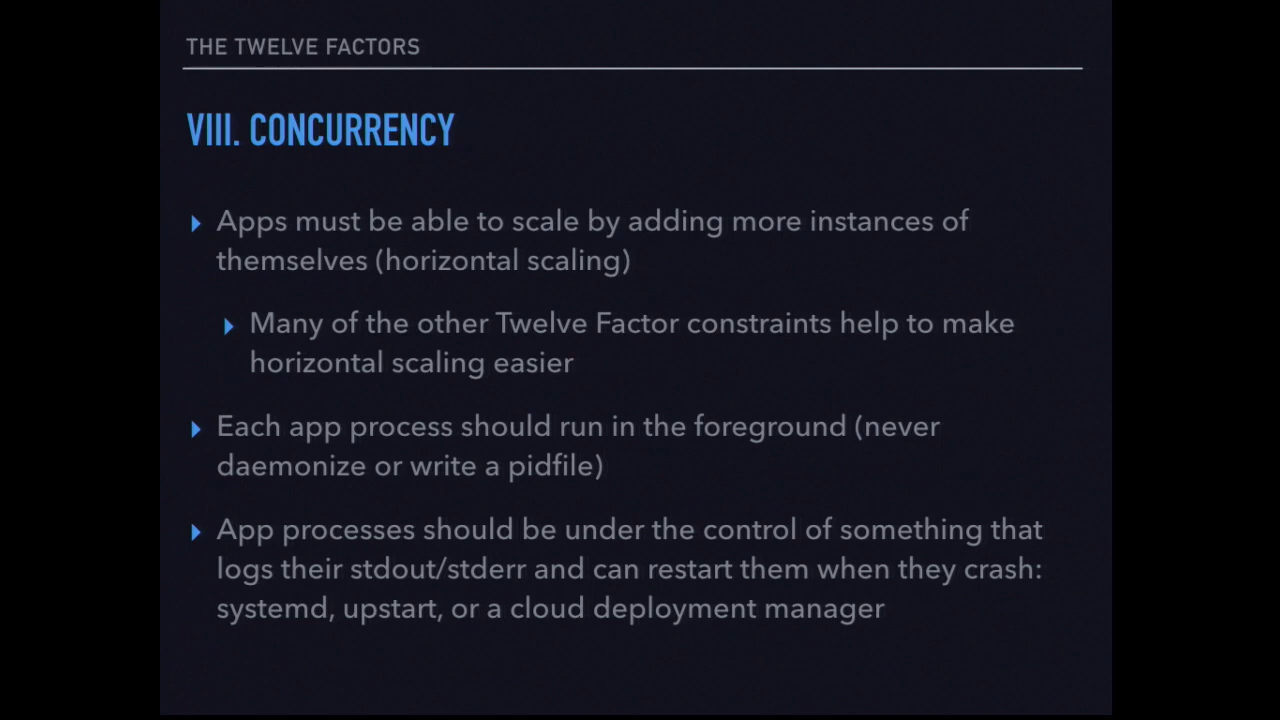 THE TWELVE FACTORS
VIII. CONCURRENCY
Apps must be able to scale by adding more instances of
themselves (horizontal scaling)
Many of the other Twelve Factor constraints help to make
horizontal scaling easier
Each app process should run in the foreground (never
daemonize or write a pidfile)
App processes should be under the control of something that
logs their stdout/stderr and can restart them when they crash:
systemd, upstart, or a cloud deployment manager